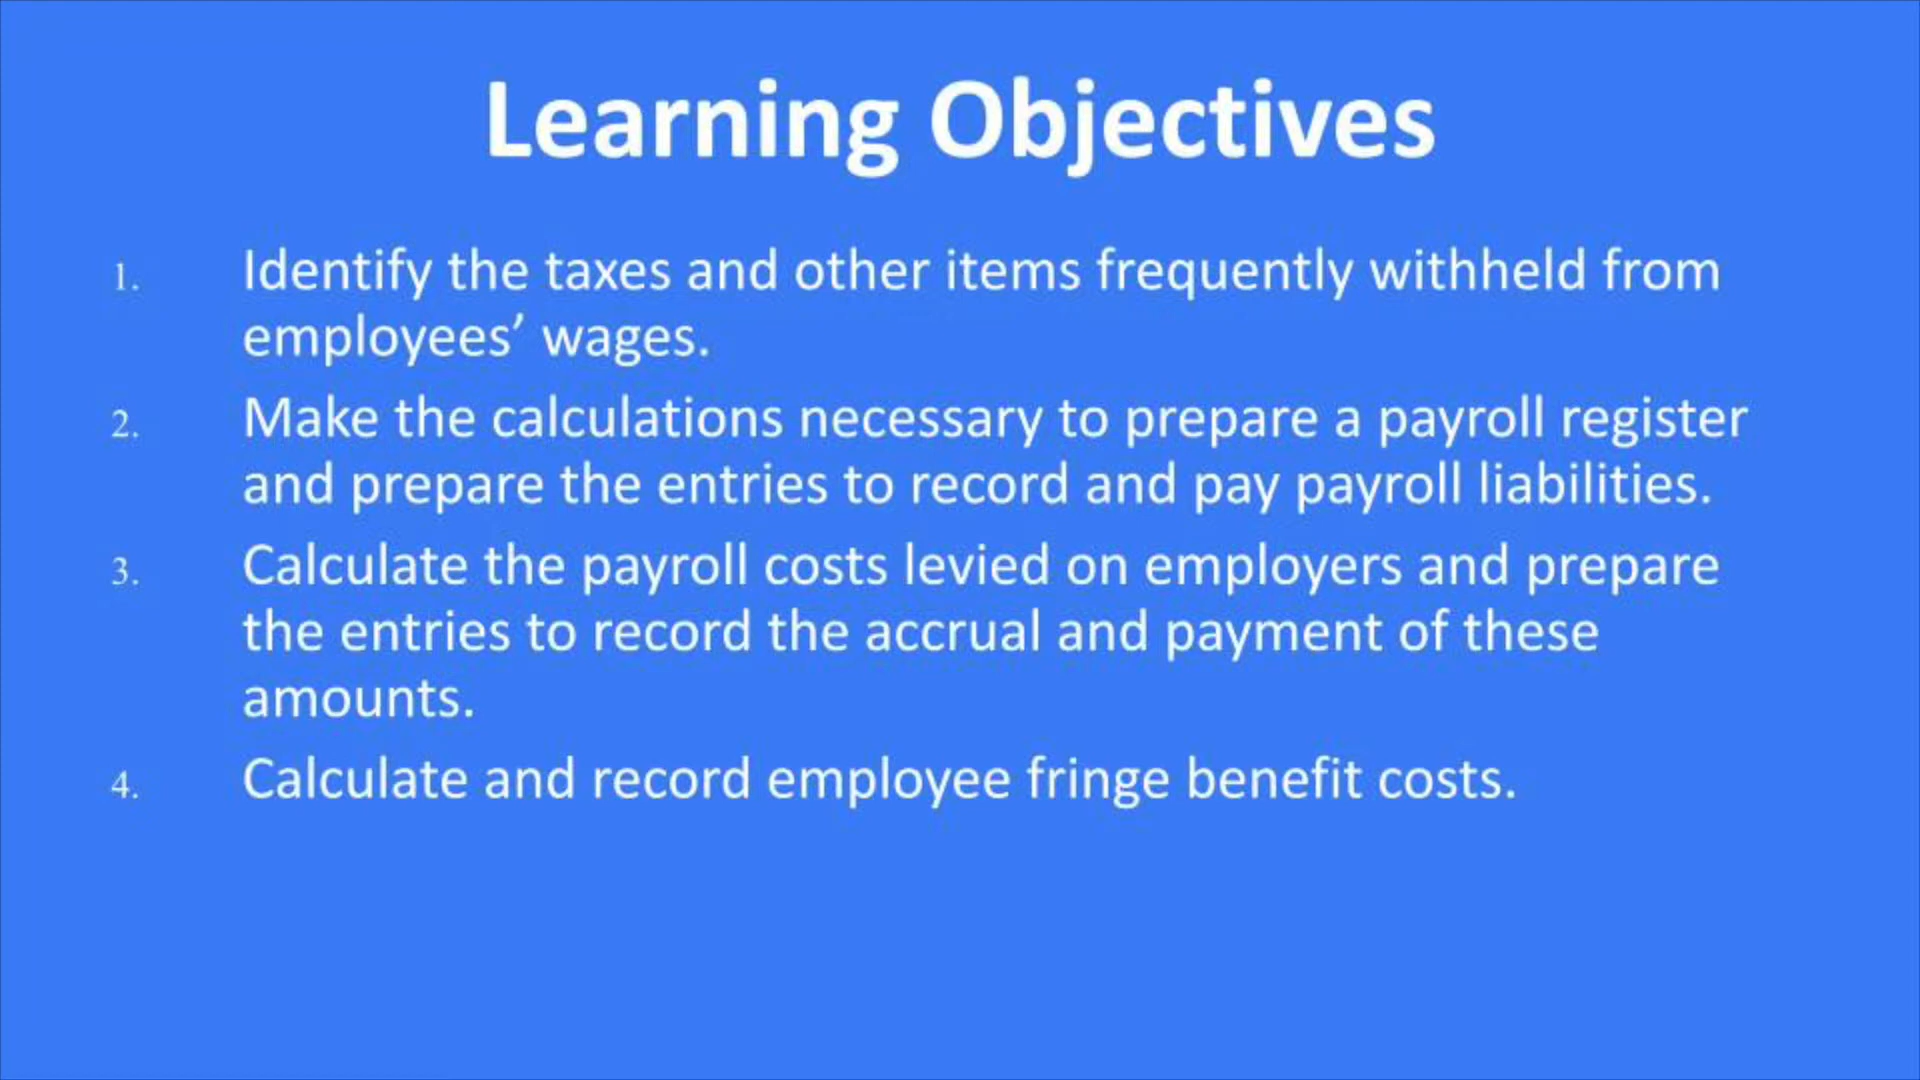 Learning Objectives
1. Identify the taxes and other items frequently withheld from
employees’ wages.
2. Make the calculations necessary to prepare a payroll register
and prepare the entries to record and pay payroll liabilities.
3. Calculate the payroll costs levied on employers and prepare
the entries to record the accrual and payment of these
amounts.
4. Calculate and record employee fringe benefit costs.